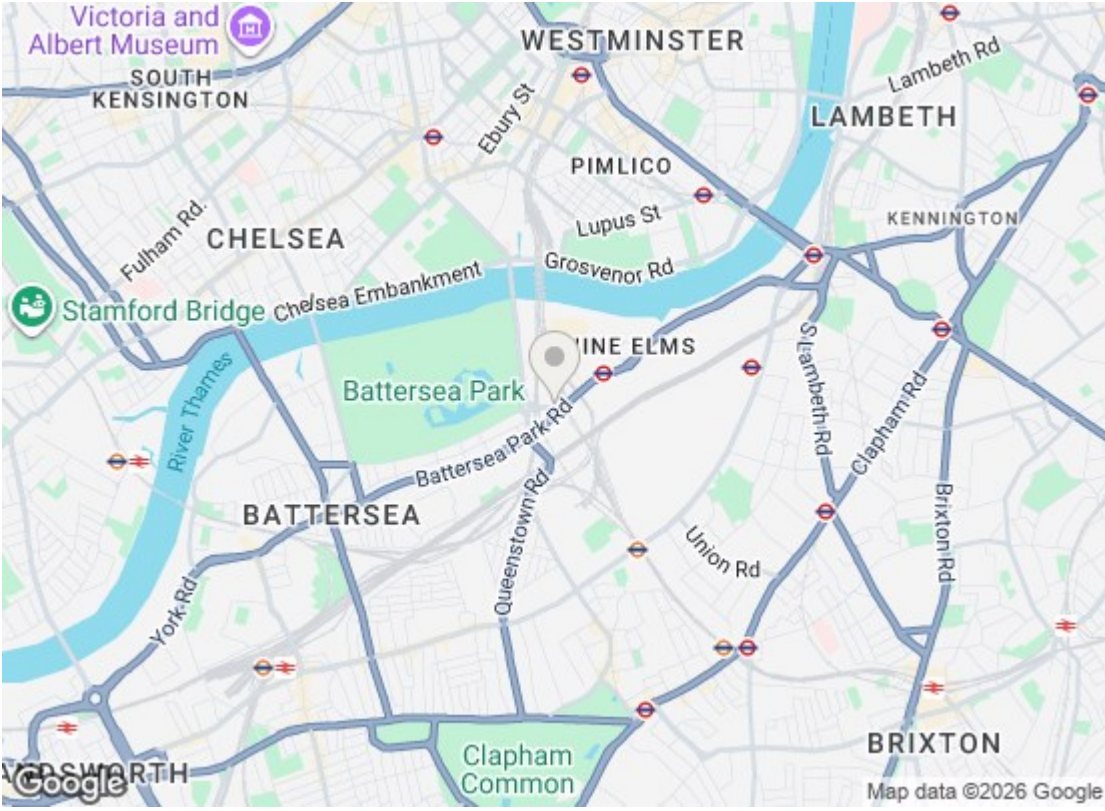 Victoria and
Albert Museum
WESTMINSTER
Lambeth Rd
SOUTH
KENSINGTON
Ebury St
LAMBETH
PIMLICO
Fulham Rd.
Lupus St
KENNINGTON
CHELSEA
Grosvenor Rd
Chelsea Embankment
Stamford Bridge
INE ELMS
S Lambeth Rd
River Thames
Battersea Park
Clapham Rd
Battersea Park Rd
BATTERSEA
Queenstown Rd
Brixton Rd
Union Rd
York Rd
BRIXTON
Clapham
Common
ANDSWORTH
Google
Map data ©2026 Google